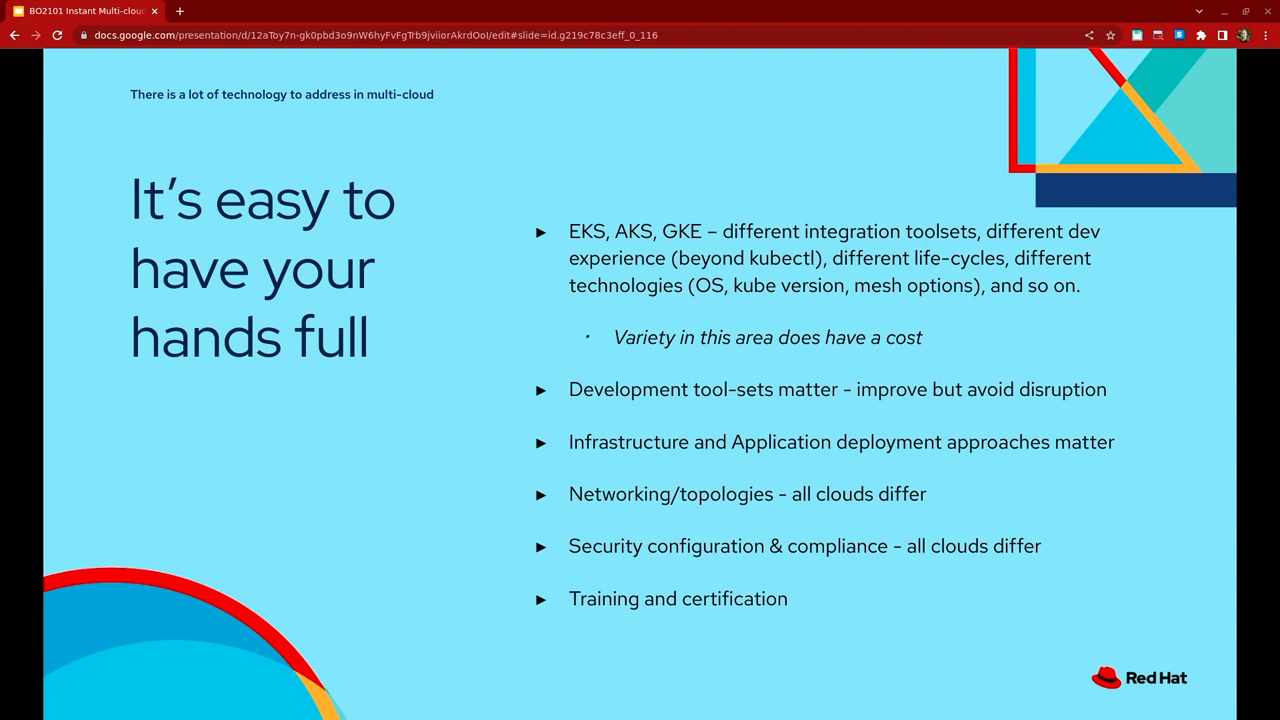 BO2101 Instant Multi-clou
docs.google.com/presentation/d/12aToy7n-gk0pbd3o9nW6hyFvFgTrb9jviiorAkrdOoI/edit#slide=id.g219c78c3eff_0_116
There is a lot of technology to address in multi-cloud
It’s easy to
have your
hands full
► EKS, AKS, GKE – different integration toolsets, different dev
experience (beyond kubectl), different life-cycles, different
technologies (OS, kube version, mesh options), and so on.
· Variety in this area does have a cost
► Development tool-sets matter - improve but avoid disruption
► Infrastructure and Application deployment approaches matter
► Networking/topologies - all clouds differ
► Security configuration & compliance - all clouds differ
► Training and certification
Red Hat